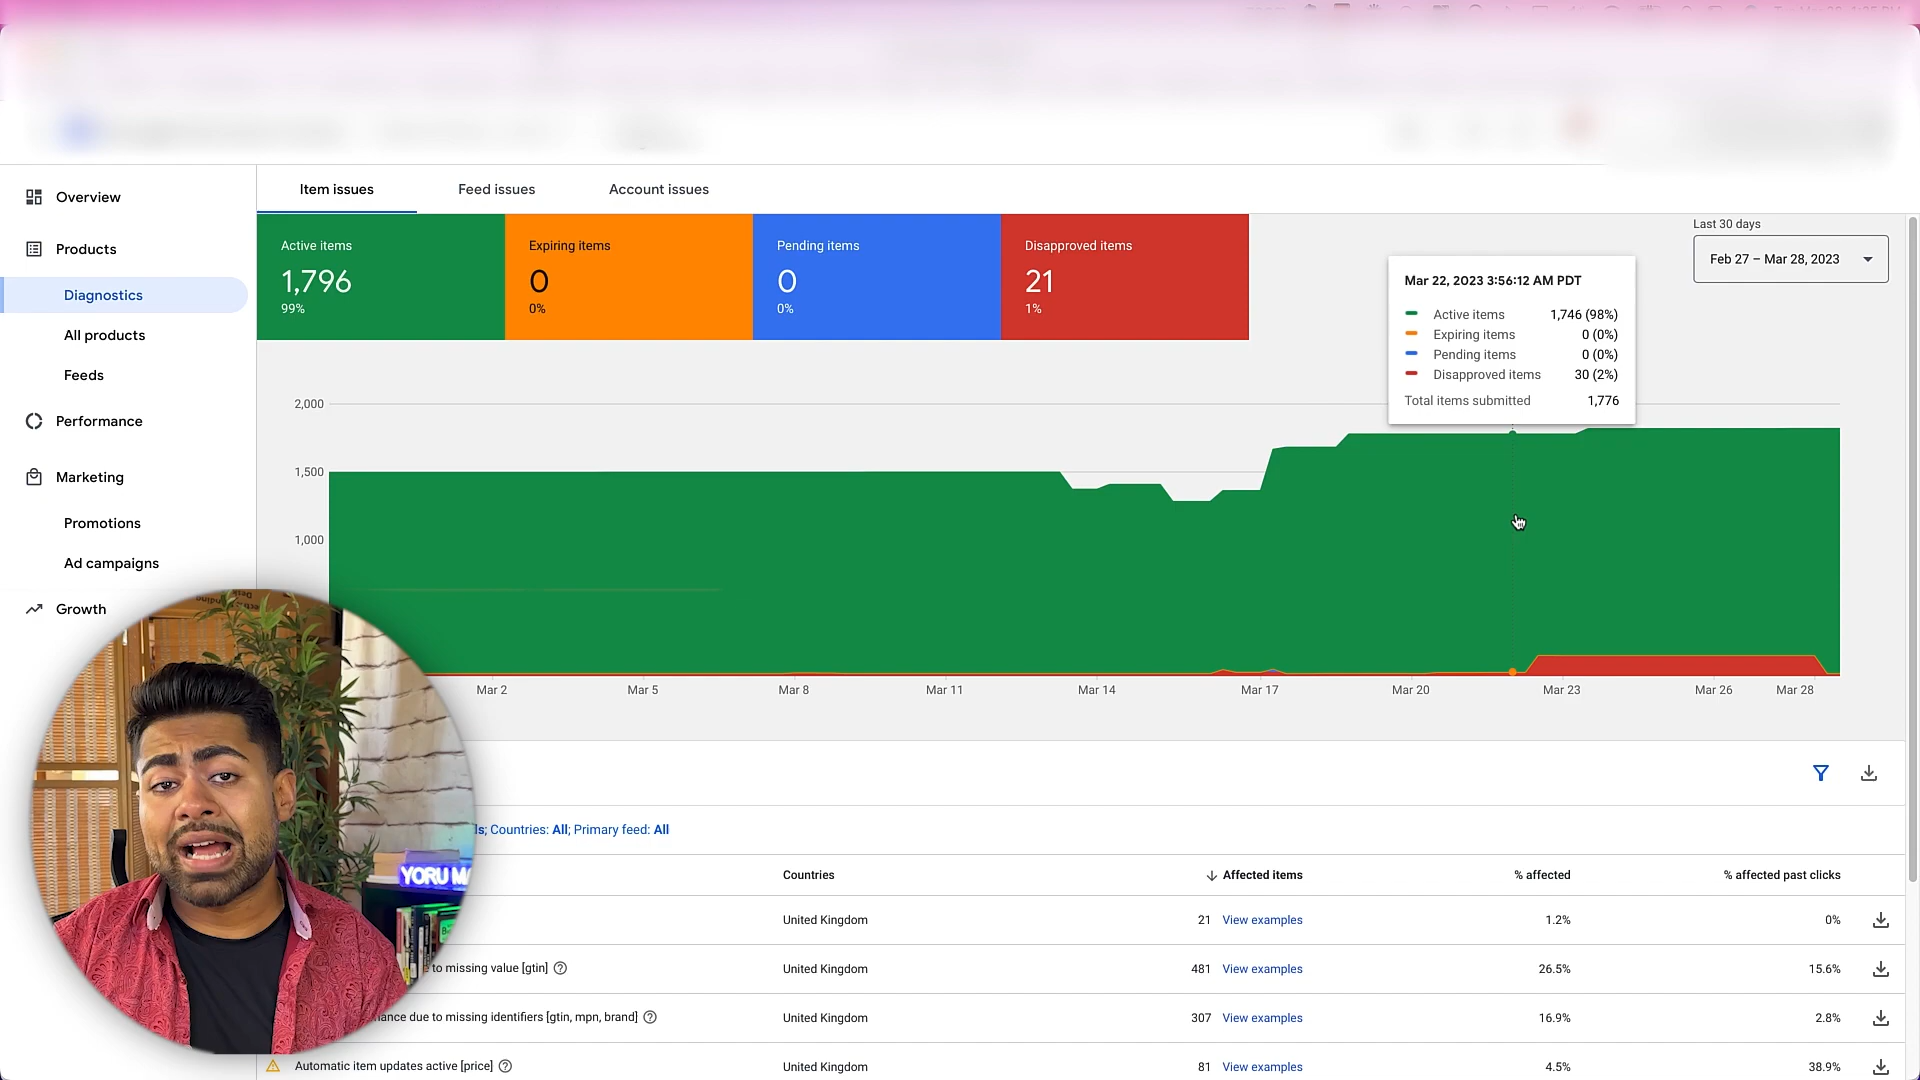 Overview
Products
Diagnostics
All products
Feeds
Performance
Marketing
Promotions
Ad campaigns
Growth
Item issues
Feed issues
Account issues
Active items
1,796
99%
Expiring items
0
0%
Pending items
0
0%
Disapproved items
21
1%
Last 30 days
Feb 27 – Mar 28, 2023
Mar 22, 2023 3:56:12 AM PDT
Active items 1,746 (98%)
Expiring items 0 (0%)
Pending items 0 (0%)
Disapproved items 30 (2%)
Total items submitted 1,776
2,000
1,500
1,000
Mar 2
Mar 5
Mar 8
Mar 11
Mar 14
Mar 17
Mar 20
Mar 23
Mar 26
Mar 28
YORU MA
; Countries: All; Primary feed: All
Countries
Affected items
% affected
% affected past clicks
United Kingdom 21 View examples 1.2% 0%
to missing value [gtin] United Kingdom 481 View examples 26.5% 15.6%
due to missing identifiers [gtin, mpn, brand] United Kingdom 307 View examples 16.9% 2.8%
Automatic item updates active [price] United Kingdom 81 View examples 4.5% 38.9%